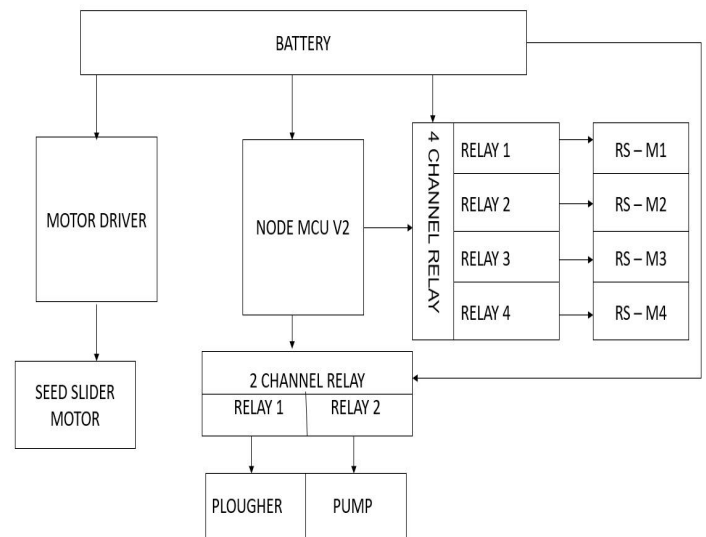 BATTERY
MOTOR DRIVER
NODE MCU V2
4 CHANNEL RELAY
RELAY 1
RS – M1
RELAY 2
RS – M2
RELAY 3
RS – M3
RELAY 4
RS – M4
SEED SLIDER
MOTOR
2 CHANNEL RELAY
RELAY 1
RELAY 2
PLOUGHER
PUMP